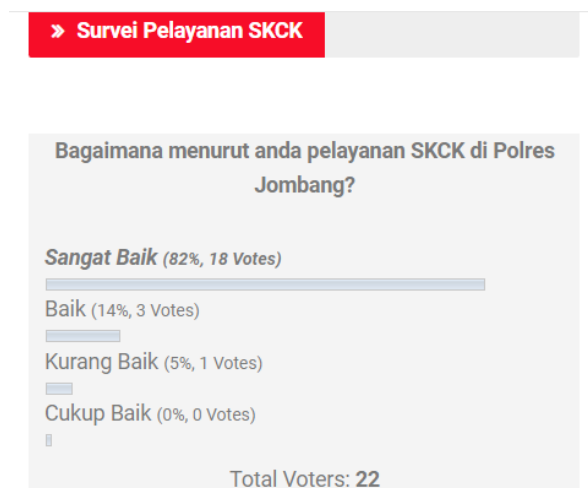 » Survei Pelayanan SKCK
Bagaimana menurut anda pelayanan SKCK di Polres
Jombang?
Sangat Baik (82%, 18 Votes)
Baik (14%, 3 Votes)
Kurang Baik (5%, 1 Votes)
Cukup Baik (0%, 0 Votes)
Total Voters: 22